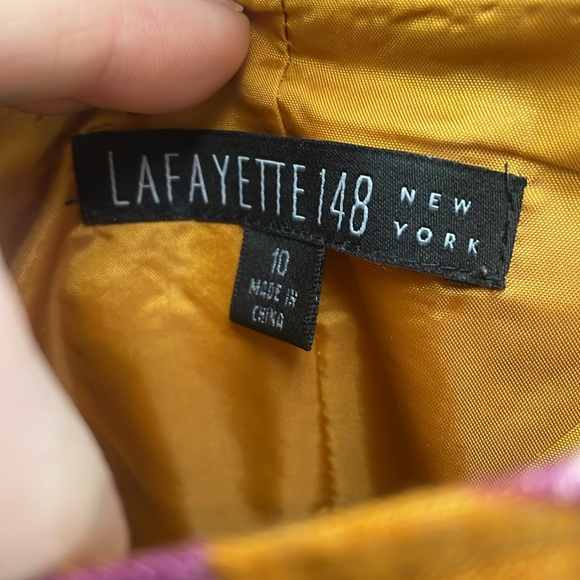 LAFAYETTE 148 NEW YORK
10
MADE IN
CHINA